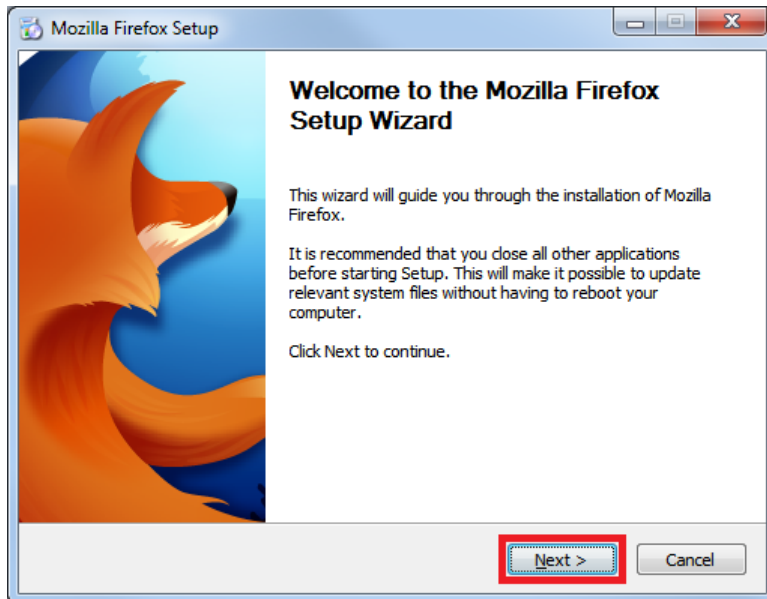 Mozilla Firefox Setup
Welcome to the Mozilla Firefox
Setup Wizard
This wizard will guide you through the installation of Mozilla
Firefox.
It is recommended that you close all other applications
before starting Setup. This will make it possible to update
relevant system files without having to reboot your
computer.
Click Next to continue.
Next >
Cancel